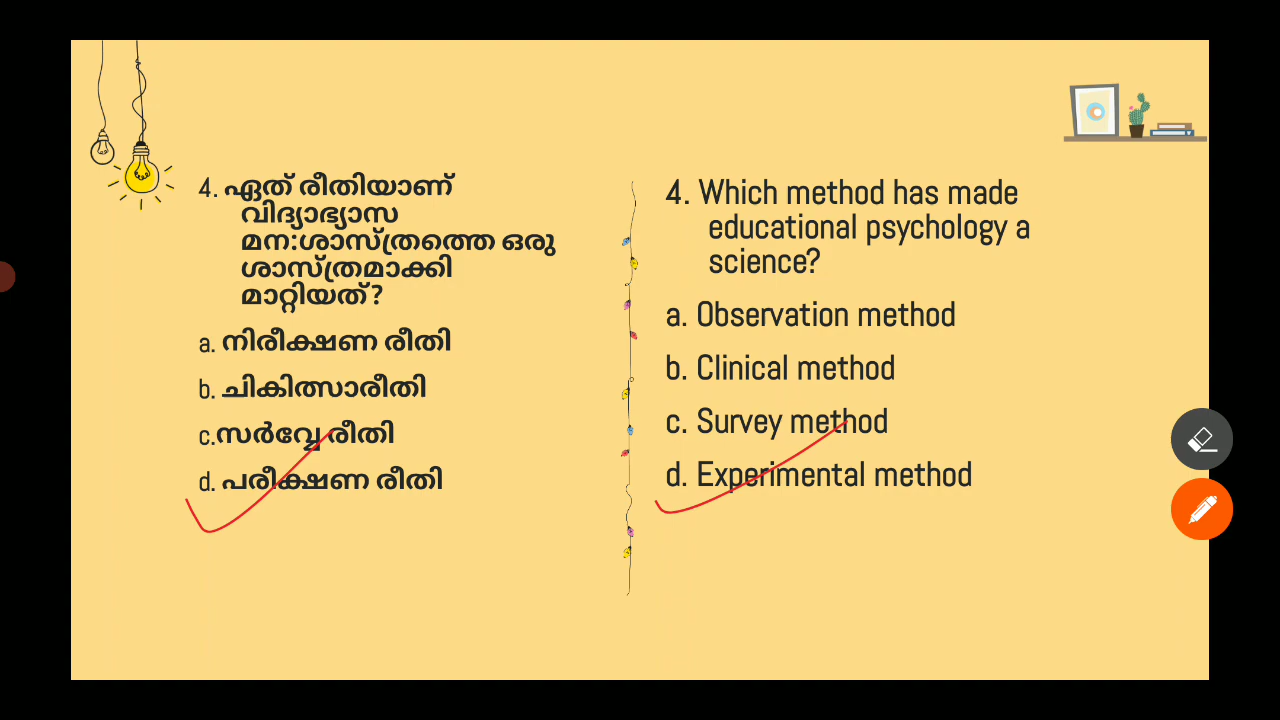 4. ഏത് രീതിയാണ്
വിദ്യാഭ്യാസ
മന:ശാസ്ത്രത്തെ ഒരു
ശാസ്ത്രമാക്കി
മാറ്റിയത്?
a. നിരീക്ഷണ രീതി
b. ചികിത്സാരീതി
c.സർവ്വേ രീതി
d. പരീക്ഷണ രീതി
4. Which method has made
educational psychology a
science?
a. Observation method
b. Clinical method
c. Survey method
d. Experimental method